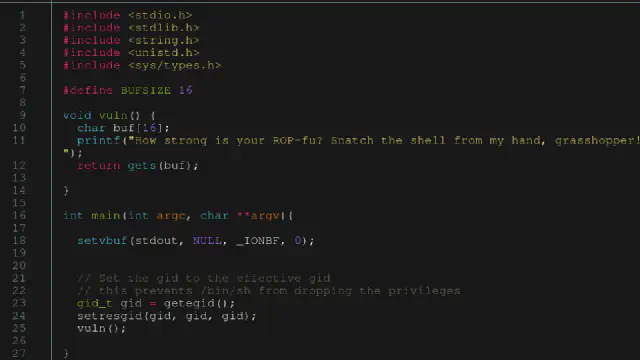 1 #include <stdio.h>
2 #include <stdlib.h>
3 #include <string.h>
4 #include <unistd.h>
5 #include <sys/types.h>
6
7 #define BUFSIZE 16
8
9 void vuln() {
10 char buf[16];
11 printf("How strong is your ROP-fu? Snatch the shell from my hand, grasshopper!
");
12 return gets(buf);
13
14 }
15
16 int main(int argc, char **argv){
17
18 setvbuf(stdout, NULL, _IONBF, 0);
19
20
21 // Set the gid to the effective gid
22 // this prevents /bin/sh from dropping the privileges
23 gid_t gid = getegid();
24 setresgid(gid, gid, gid);
25 vuln();
26
27 }